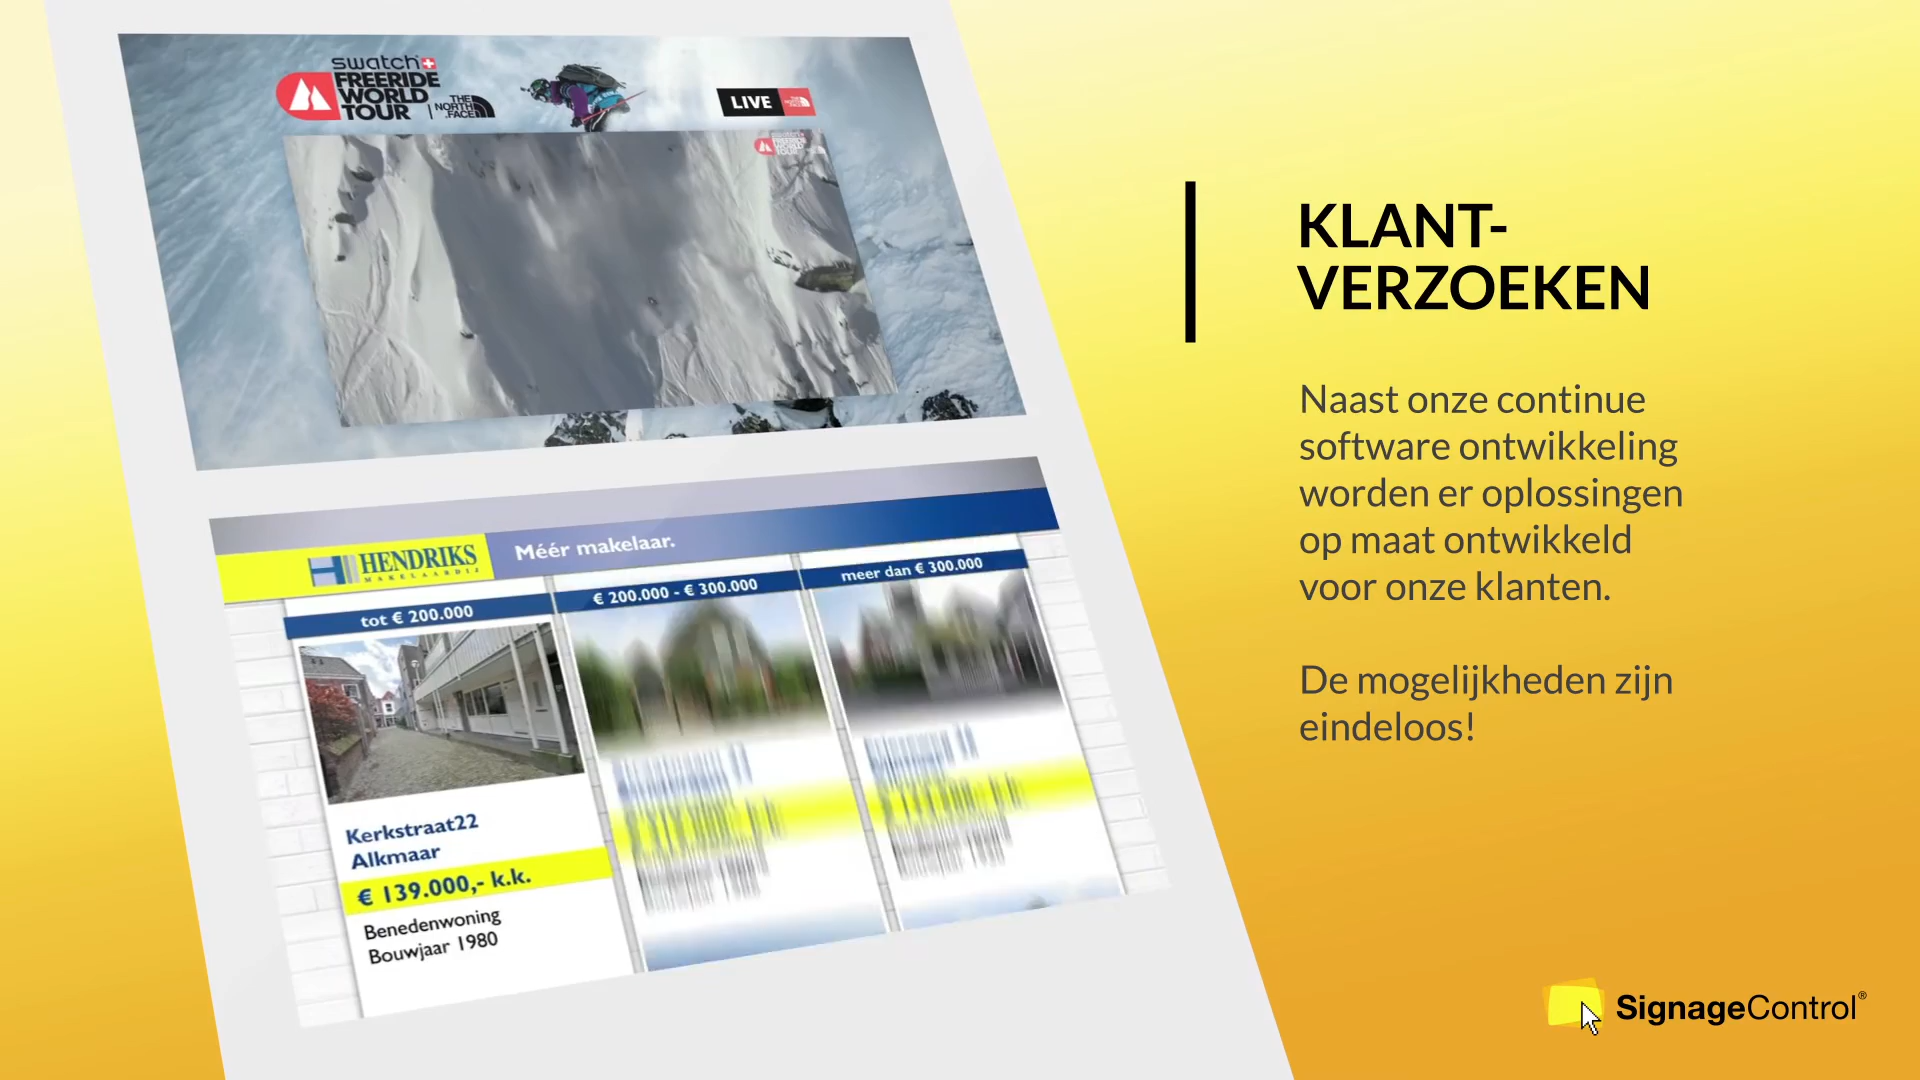 swatch
FREERIDE
WORLD
TOUR
THE
NORTH
FACE
LIVE
HENDRIKS
MAKELAARDIJ
Méér makelaar.
tot € 200.000
€ 200.000 - € 300.000
meer dan € 300.000
Kerkstraat22
Alkmaar
€ 139.000,- k.k.
Benedenwoning
Bouwjaar 1980
KLANT-
VERZOEKEN
Naast onze continue
software ontwikkeling
worden er oplossingen
op maat ontwikkeld
voor onze klanten.
De mogelijkheden zijn
eindeloos!
SignageControl®